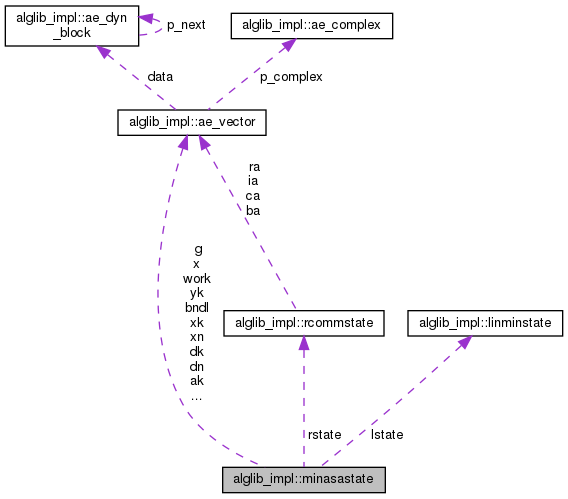 alglib_impl::ae_dyn
_block
p_next
alglib_impl::ae_complex
data
p_complex
alglib_impl::ae_vector
ra
ia
ca
ba
g
x
work
yk
bndl
xk
xn
dk
dn
ak
...
alglib_impl::rcommstate
alglib_impl::linminstate
rstate
lstate
alglib_impl::minasastate